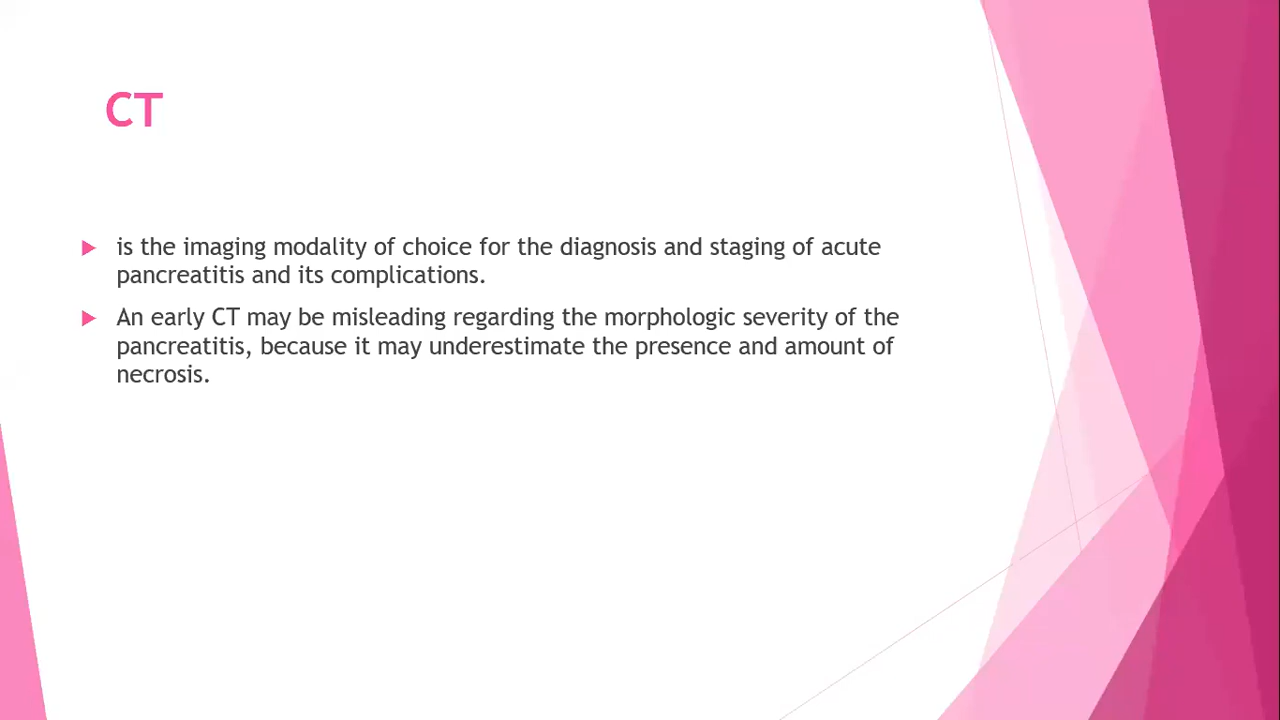 CT
is the imaging modality of choice for the diagnosis and staging of acute
pancreatitis and its complications.
An early CT may be misleading regarding the morphologic severity of the
pancreatitis, because it may underestimate the presence and amount of
necrosis.